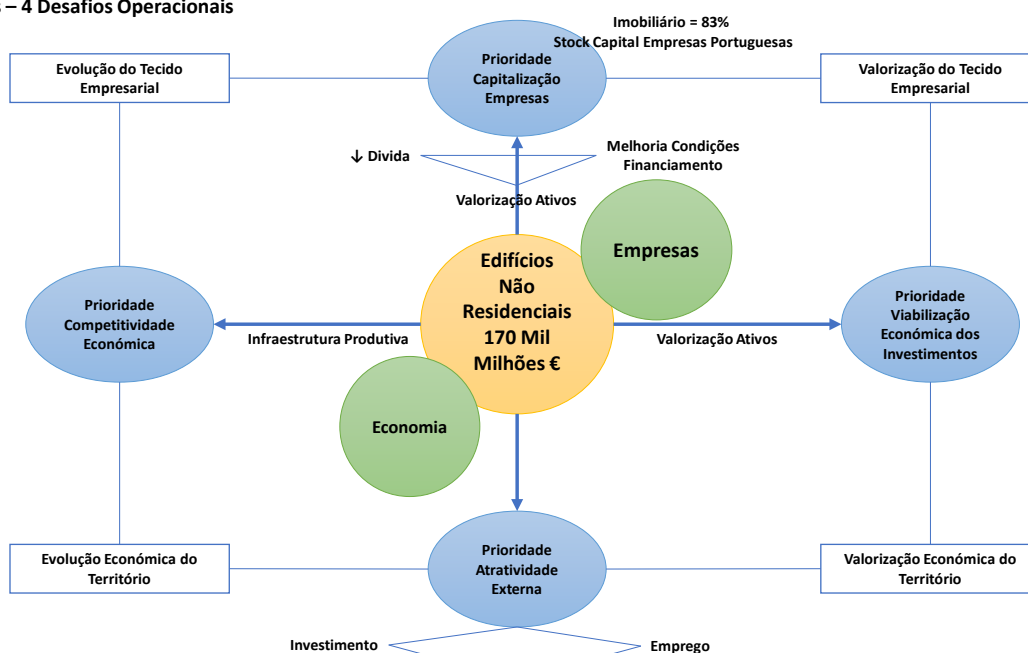 – 4 Desafios Operacionais
Imobiliário = 83%
Stock Capital Empresas Portuguesas
Evolução do Tecido
Empresarial
Prioridade
Capitalização
Empresas
Valorização do Tecido
Empresarial
↓ Divida
Melhoria Condições
Financiamento
Valorização Ativos
Edifícios
Não
Residenciais
170 Mil
Milhões €
Empresas
Prioridade
Competitividade
Económica
Infraestrutura Produtiva
Valorização Ativos
Prioridade
Viabilização
Económica dos
Investimentos
Economia
Evolução Económica do
Território
Prioridade
Atratividade
Externa
Valorização Económica do
Território
Investimento
Emprego